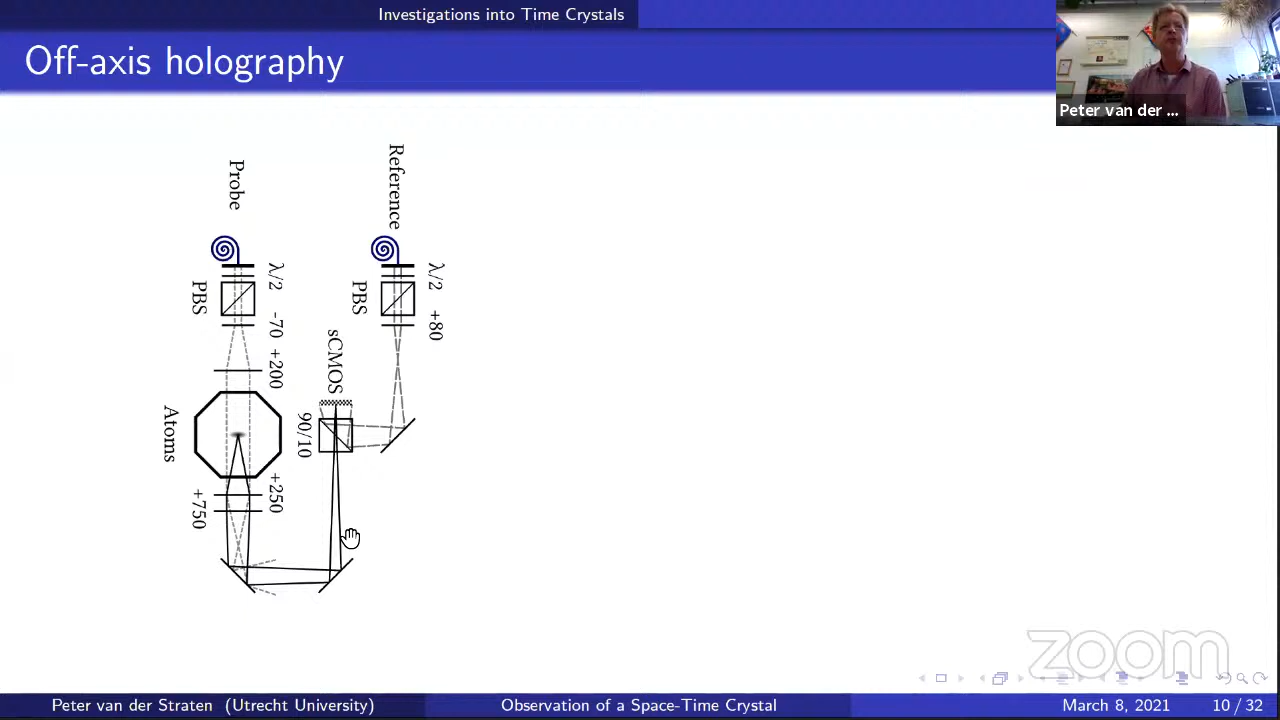 Investigations into Time Crystals
Off-axis holography
Peter van der ...
Probe
Reference
λ/2
PBS
-70
+200
λ/2
PBS
+80
sCMOS
90/10
Atoms
+250
+750
zoom
Peter van der Straten (Utrecht University)
Observation of a Space-Time Crystal
March 8, 2021
10 / 32